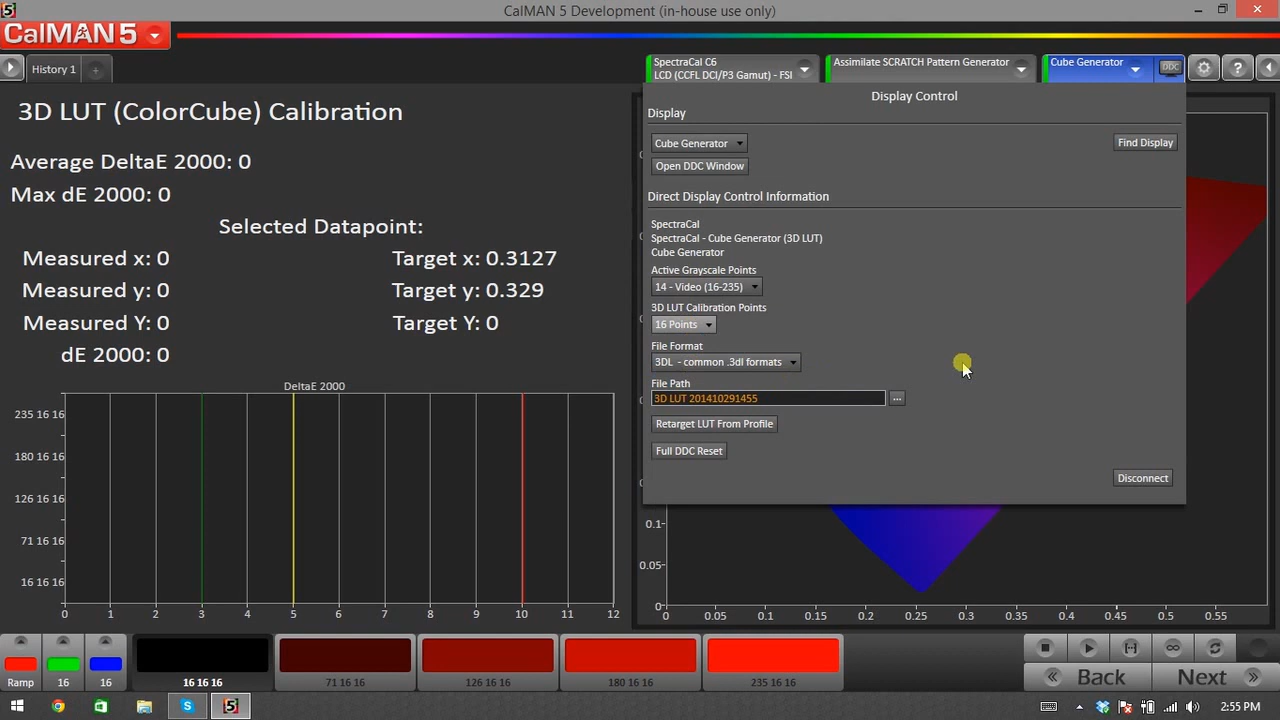 CalMAN 5 Development (in-house use only)
5
CalMAN 5
History 1
+
SpectraCal C6
LCD (CCFL DCI/P3 Gamut) - FSI
Assimilate SCRATCH Pattern Generator
Cube Generator
DDC
?
3D LUT (ColorCube) Calibration
Average DeltaE 2000: 0
Max dE 2000: 0
Selected Datapoint:
Measured x: 0
Target x: 0.3127
Measured y: 0
Target y: 0.329
Measured Y: 0
Target Y: 0
dE 2000: 0
Display Control
Display
Cube Generator
Find Display
Open DDC Window
Direct Display Control Information
SpectraCal
SpectraCal - Cube Generator (3D LUT)
Cube Generator
Active Grayscale Points
14 - Video (16-235)
3D LUT Calibration Points
16 Points
File Format
3DL - common .3dl formats
File Path
3D LUT 201410291455
...
Retarget LUT From Profile
Full DDC Reset
Disconnect
DeltaE 2000
235 16 16
180 16 16
126 16 16
71 16 16
16 16 16
0 1 2 3 4 5 6 7 8 9 10 11 12
0.1
0.05
0
0 0.05 0.1 0.15 0.2 0.25 0.3 0.35 0.4 0.45 0.5 0.55
Ramp
16
16
16 16 16
71 16 16
126 16 16
180 16 16
235 16 16
Back
Next
5
2:55 PM